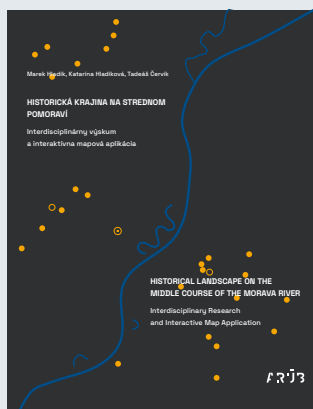 Marek Hladík, Katarína Hladíková, Tadeáš Červík
HISTORICKÁ KRAJINA NA STREDNOM
POMORAVÍ
Interdisciplinárny výskum
a interaktívna mapová aplikácia
HISTORICAL LANDSCAPE ON THE
MIDDLE COURSE OF THE MORAVA RIVER
Interdisciplinary Research
and Interactive Map Application
ARÚB